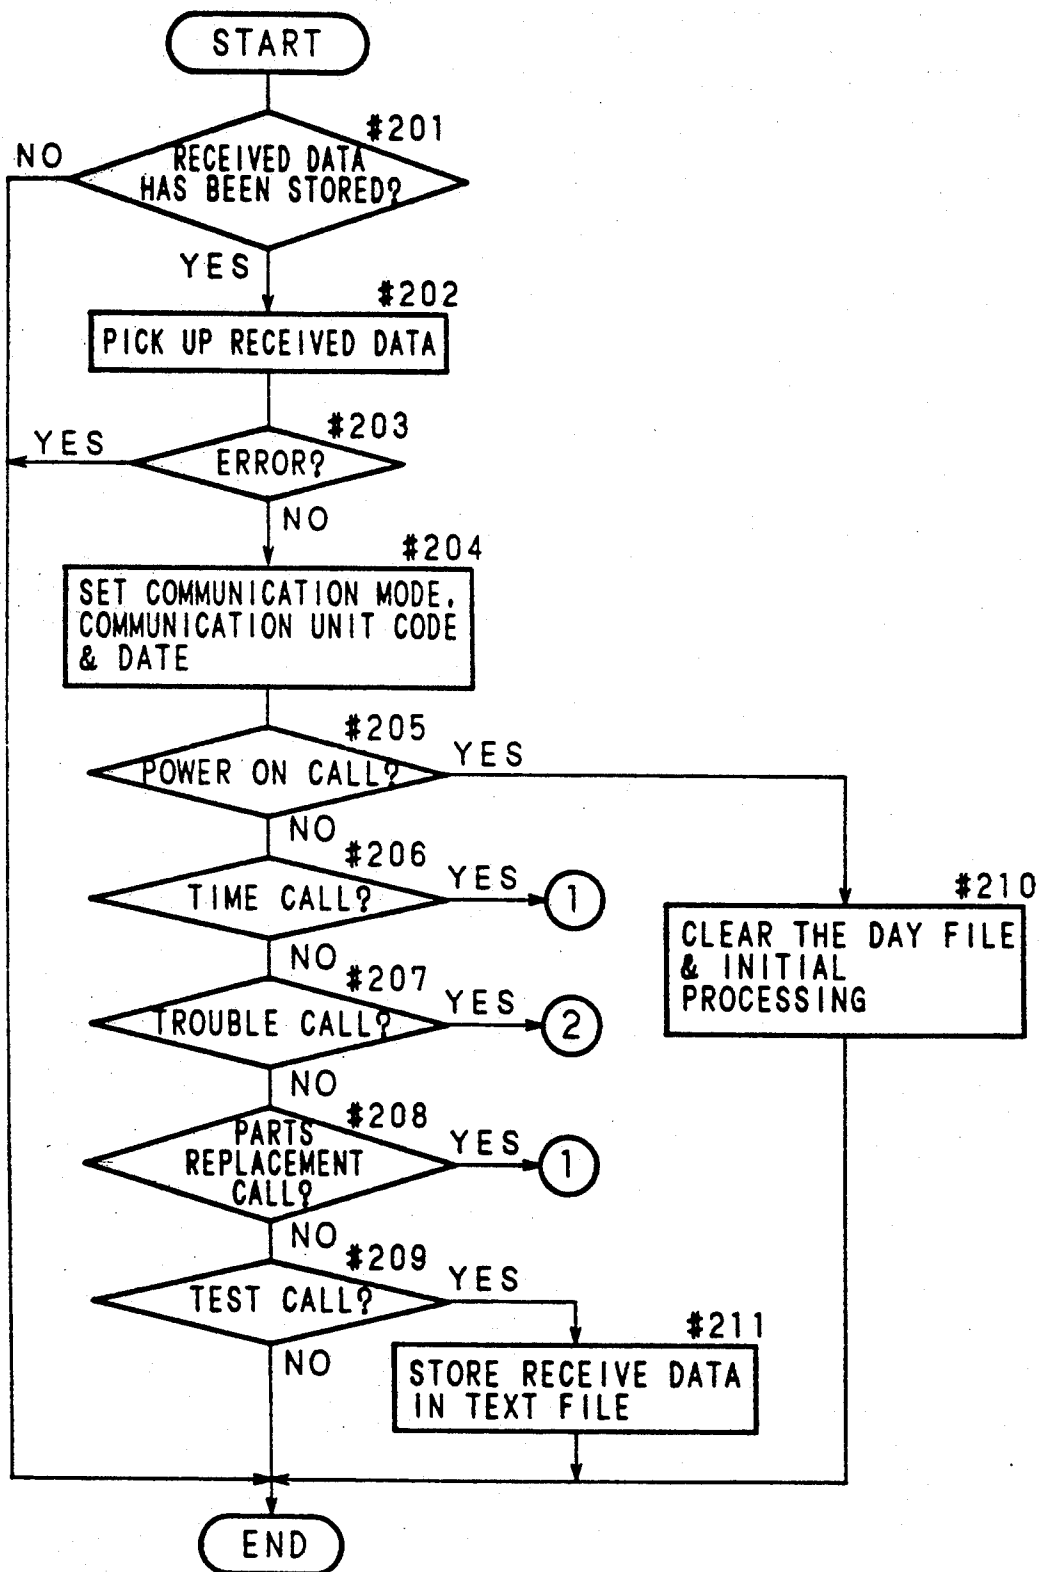 START
#201
NO
RECEIVED DATA
HAS BEEN STORED?
YES
#202
PICK UP RECEIVED DATA
#203
YES
ERROR?
NO
#204
SET COMMUNICATION MODE,
COMMUNICATION UNIT CODE
& DATE
#205
YES
POWER ON CALL?
NO
#206
YES
TIME CALL?
1
#210
CLEAR THE DAY FILE
& INITIAL
PROCESSING
NO
#207
YES
TROUBLE CALL?
2
NO
#208
PARTS
REPLACEMENT
CALL?
YES
1
NO
#209
YES
TEST CALL?
NO
#211
STORE RECEIVE DATA
IN TEXT FILE
END